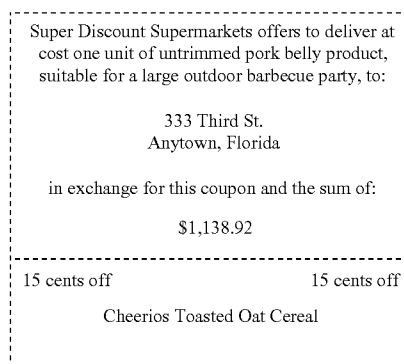 Super Discount Supermarkets offers to deliver at
cost one unit of untrimmed pork belly product,
suitable for a large outdoor barbecue party, to:
333 Third St.
Anytown, Florida
in exchange for this coupon and the sum of:
$1,138.92
15 cents off 15 cents off
Cheerios Toasted Oat Cereal